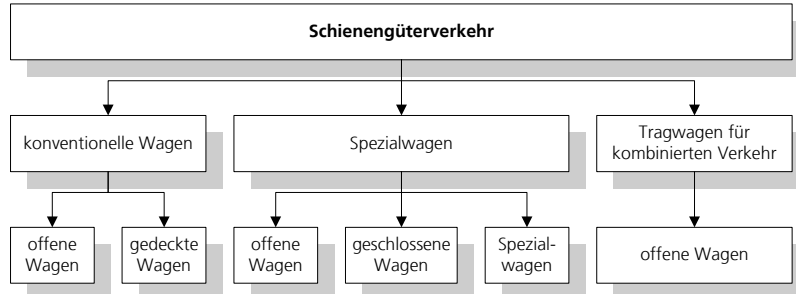 Schienengüterverkehr
konventionelle Wagen
Spezialwagen
Tragwagen für
kombinierten Verkehr
offene
Wagen
gedeckte
Wagen
offene
Wagen
geschlossene
Wagen
Spezial-
wagen
offene Wagen